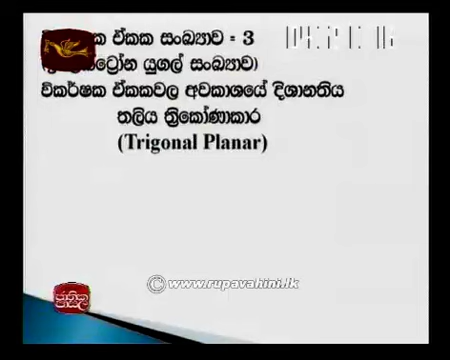 ඒකක සංඛ්‍යාව = 3
යුගල් සංඛ්‍යාව)
විකර්ෂක ඒකකවල අවකාශයේ දිශානතිය
තලීය ත්‍රිකෝණාකාර
(Trigonal Planar)
© www.rupavahini.lk